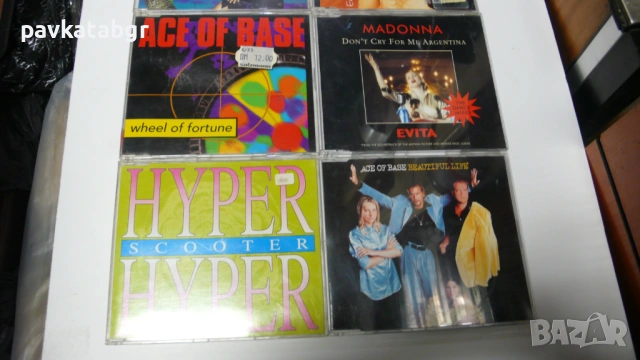 pavkatabgr
ACE OF BASE
DM 12.00
wheel of fortune
MADONNA
DON'T CRY FOR ME ARGENTINA
EVITA
HYPER
SCOOTER
HYPER
ACE OF BASE BEAUTIFUL LIFE
BAZAR